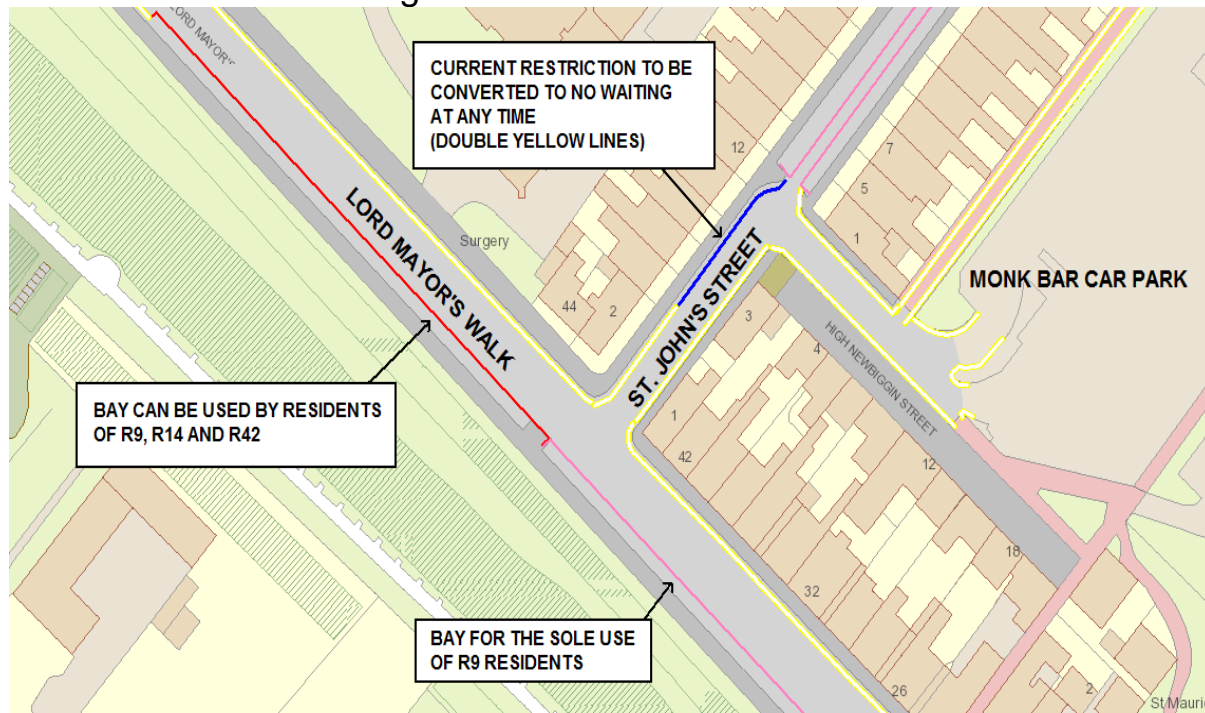 LORD MAYOR'S
CURRENT RESTRICTION TO BE
CONVERTED TO NO WAITING
AT ANY TIME
(DOUBLE YELLOW LINES)
12
7
5
1
LORD MAYOR'S WALK
Surgery
ST. JOHN'S STREET
MONK BAR CAR PARK
44
2
3
4
HIGH NEWBIGGIN STREET
BAY CAN BE USED BY RESIDENTS
OF R9, R14 AND R42
1
42
12
18
32
BAY FOR THE SOLE USE
OF R9 RESIDENTS
26
2
St Mauri